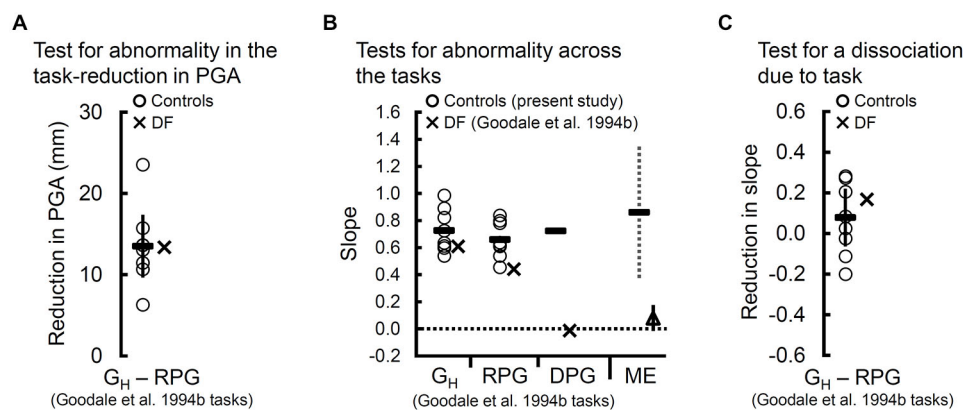 A
Test for abnormality in the
task-reduction in PGA
Controls
DF
Reduction in PGA (mm)
30
20
10
0
G_H – RPG
(Goodale et al. 1994b tasks)
B
Tests for abnormality across
the tasks
Controls (present study)
DF (Goodale et al. 1994b)
Slope
1.6
1.4
1.2
1.0
0.8
0.6
0.4
0.2
0.0
-0.2
G_H RPG DPG ME
(Goodale et al. 1994b tasks)
C
Test for a dissociation
due to task
Controls
DF
Reduction in slope
0.6
0.4
0.2
0.0
-0.2
-0.4
-0.6
G_H – RPG
(Goodale et al. 1994b tasks)